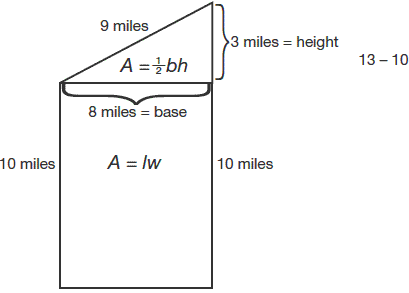 9 miles
3 miles = height
13 – 10
A = ½bh
8 miles = base
10 miles
A = lw
10 miles